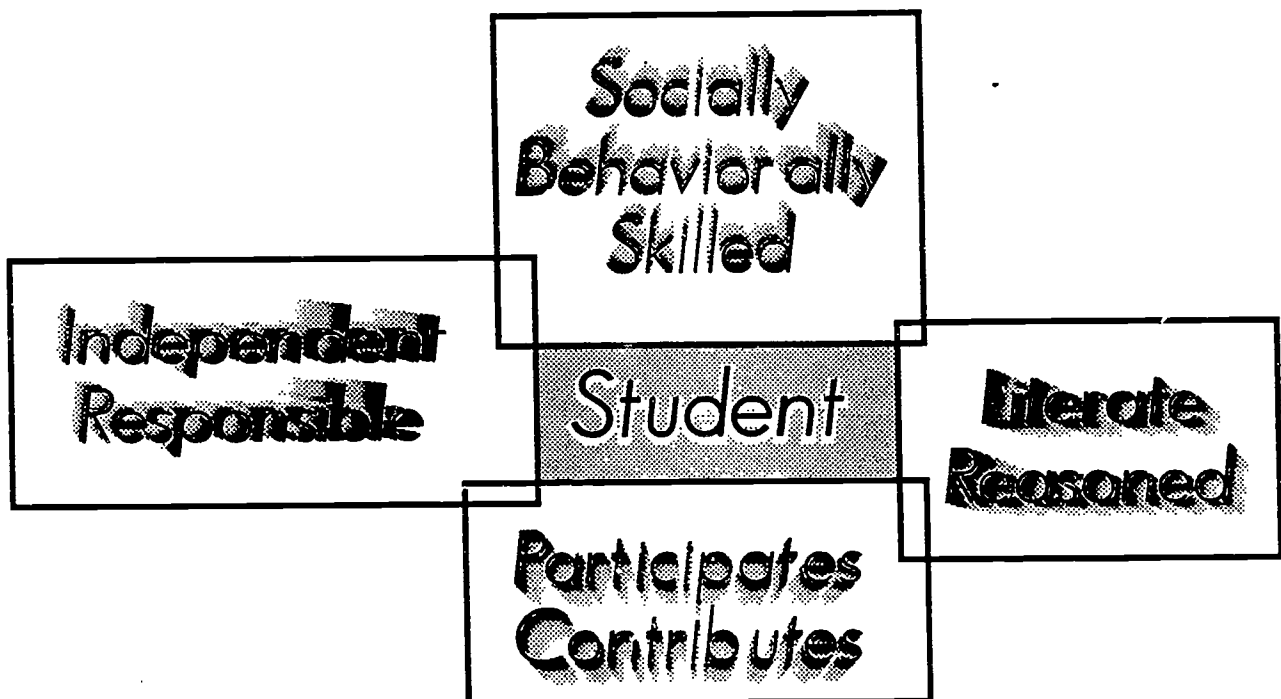 Socially
Behaviorally
Skilled
Independent
Responsible
Student
Literate
Reasoned
Participates
Contributes